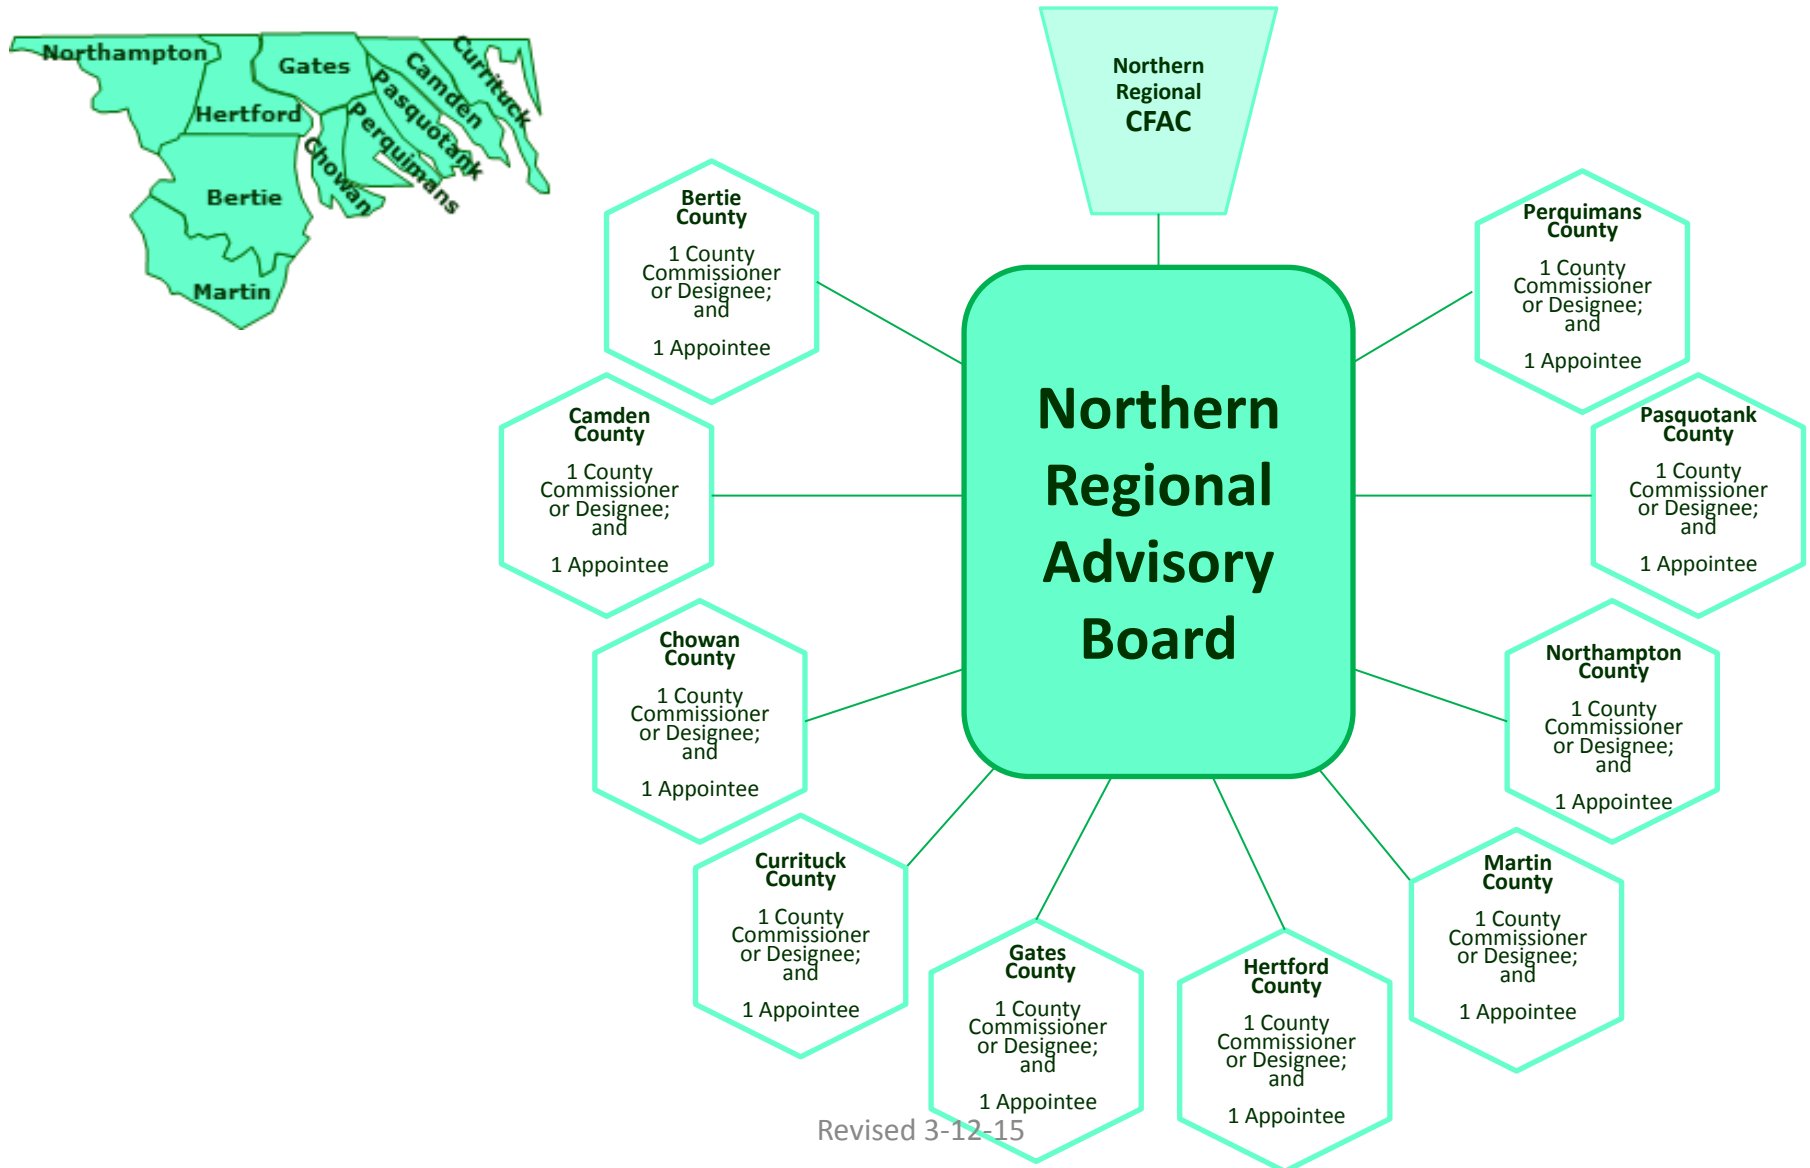 Northampton
Gates
Camden
Currituck
Hertford
Pasquotank
Perquimans
Chowan
Bertie
Martin
Northern
Regional
CFAC
Northern
Regional
Advisory
Board
Bertie
County
1 County
Commissioner
or Designee;
and
1 Appointee
Camden
County
1 County
Commissioner
or Designee;
and
1 Appointee
Chowan
County
1 County
Commissioner
or Designee;
and
1 Appointee
Currituck
County
1 County
Commissioner
or Designee;
and
1 Appointee
Gates
County
1 County
Commissioner
or Designee;
and
1 Appointee
Hertford
County
1 County
Commissioner
or Designee;
and
1 Appointee
Martin
County
1 County
Commissioner
or Designee;
and
1 Appointee
Northampton
County
1 County
Commissioner
or Designee;
and
1 Appointee
Pasquotank
County
1 County
Commissioner
or Designee;
and
1 Appointee
Perquimans
County
1 County
Commissioner
or Designee;
and
1 Appointee
Revised 3-12-15